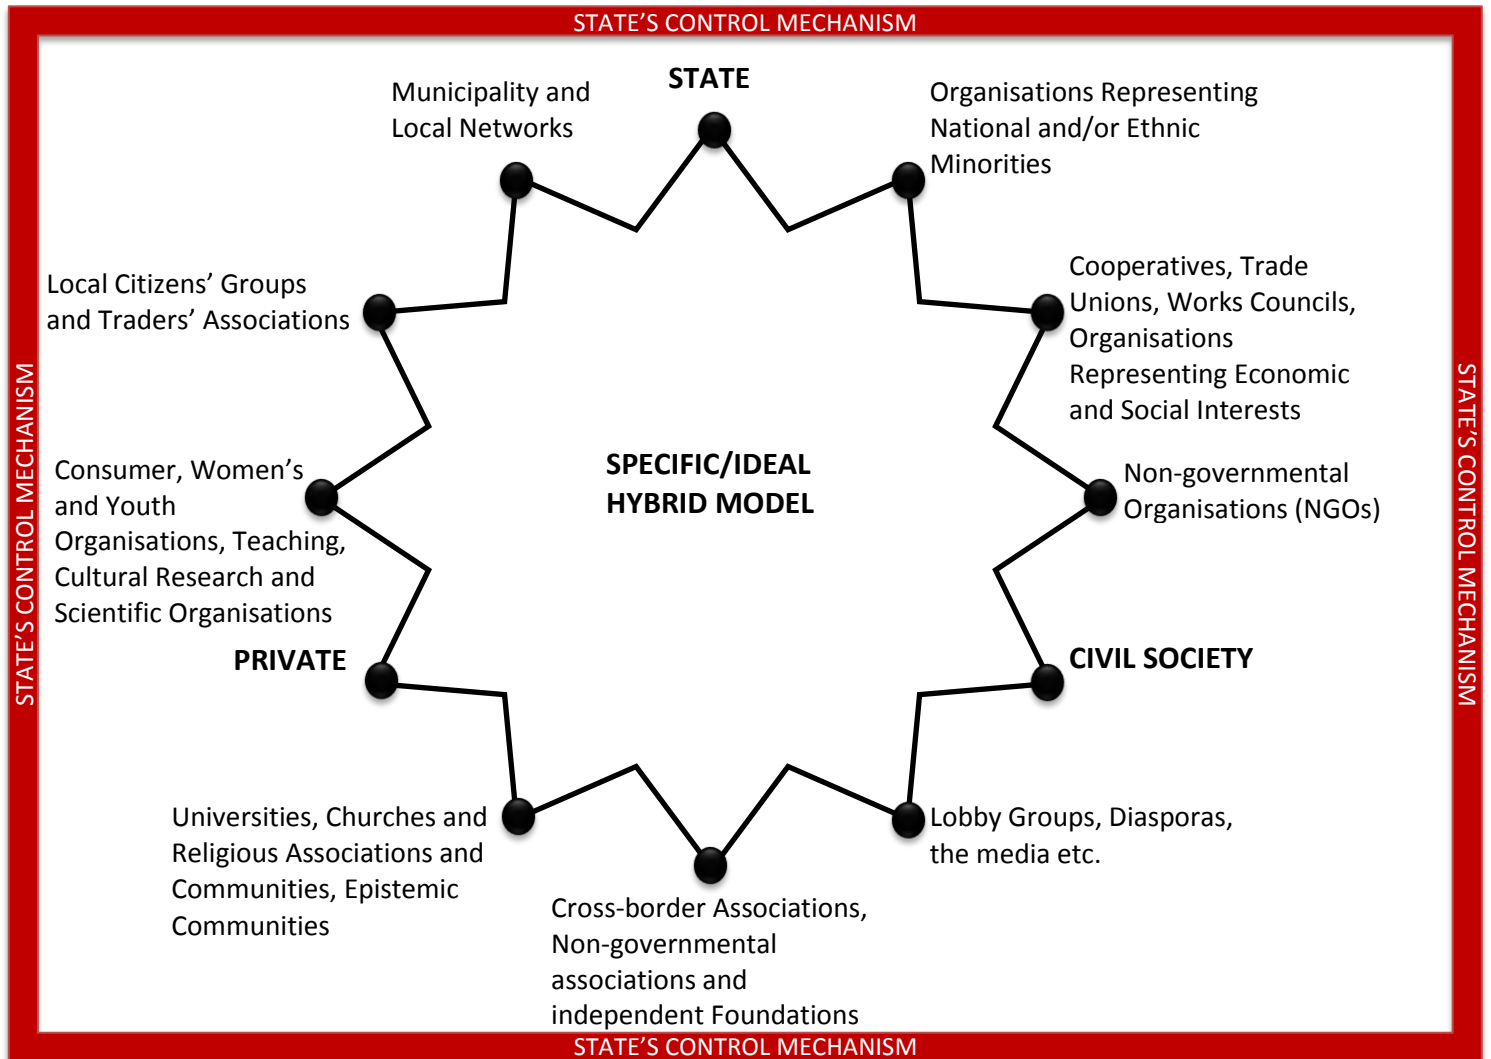 STATE’S CONTROL MECHANISM
STATE
Municipality and
Local Networks
Organisations Representing
National and/or Ethnic
Minorities
Local Citizens’ Groups
and Traders’ Associations
Cooperatives, Trade
Unions, Works Councils,
Organisations
Representing Economic
and Social Interests
STATE’S CONTROL MECHANISM
STATE’S CONTROL MECHANISM
Consumer, Women’s
and Youth
Organisations, Teaching,
Cultural Research and
Scientific Organisations
SPECIFIC/IDEAL
HYBRID MODEL
Non-governmental
Organisations (NGOs)
PRIVATE
CIVIL SOCIETY
Universities, Churches and
Religious Associations and
Communities, Epistemic
Communities
Lobby Groups, Diasporas,
the media etc.
Cross-border Associations,
Non-governmental
associations and
independent Foundations
STATE’S CONTROL MECHANISM